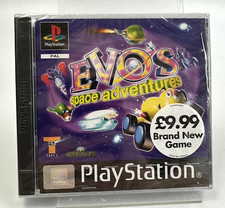 PlayStation
PAL
EVO'S
space adventures
£9.99
Brand New
Game
PlayStation